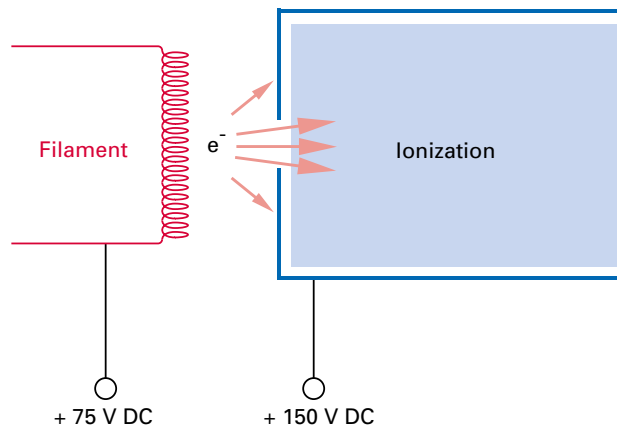 Filament
e-
Ionization
+ 75 V DC
+ 150 V DC